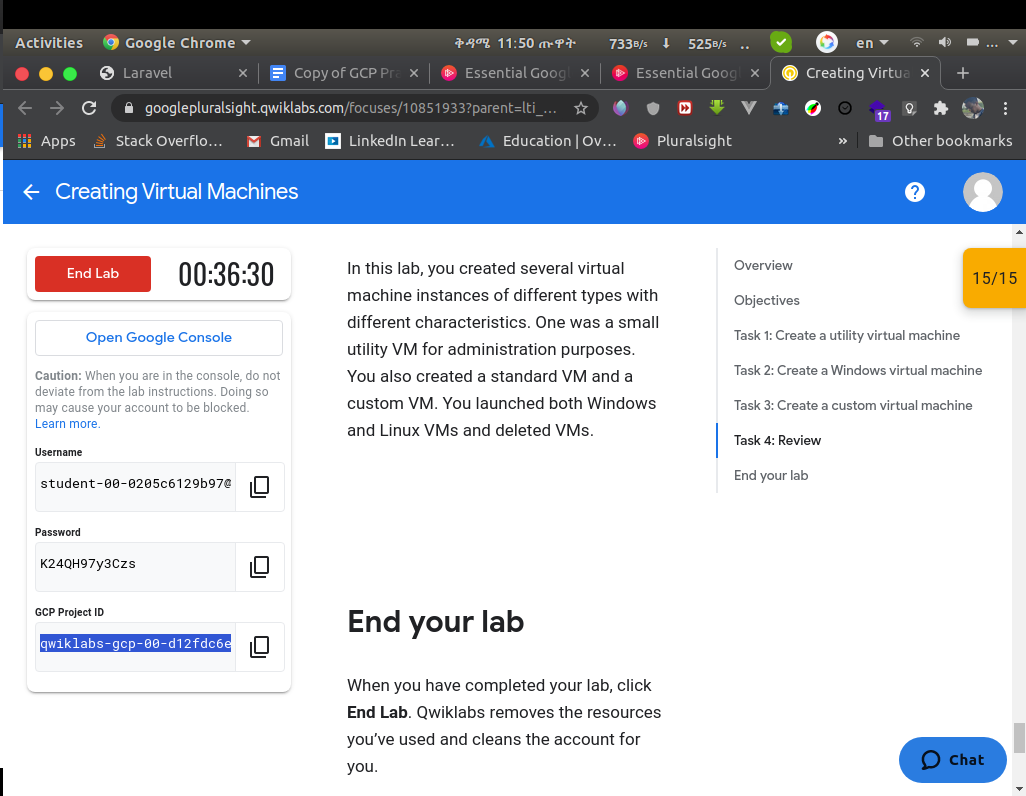 Activities
Google Chrome
ቅዳሜ 11:50 ጡዋት
733B/s
525B/s
..
en
...
Laravel
Copy of GCP Pra
Essential Googl
Essential Googl
Creating Virtua
googlepluralsight.qwiklabs.com/focuses/10851933?parent=lti_...
17
Apps
Stack Overflo...
Gmail
LinkedIn Lear...
Education | Ov...
Pluralsight
»
Other bookmarks
Creating Virtual Machines
End Lab
00:36:30
Open Google Console
Caution: When you are in the console, do not
deviate from the lab instructions. Doing so
may cause your account to be blocked.
Learn more.
Username
student-00-0205c6129b97@
Password
K24QH97y3Czs
GCP Project ID
qwiklabs-gcp-00-d12fdc6e
In this lab, you created several virtual
machine instances of different types with
different characteristics. One was a small
utility VM for administration purposes.
You also created a standard VM and a
custom VM. You launched both Windows
and Linux VMs and deleted VMs.
End your lab
When you have completed your lab, click
End Lab. Qwiklabs removes the resources
you’ve used and cleans the account for
you.
Overview
Objectives
Task 1: Create a utility virtual machine
Task 2: Create a Windows virtual machine
Task 3: Create a custom virtual machine
Task 4: Review
End your lab
15/15
Chat